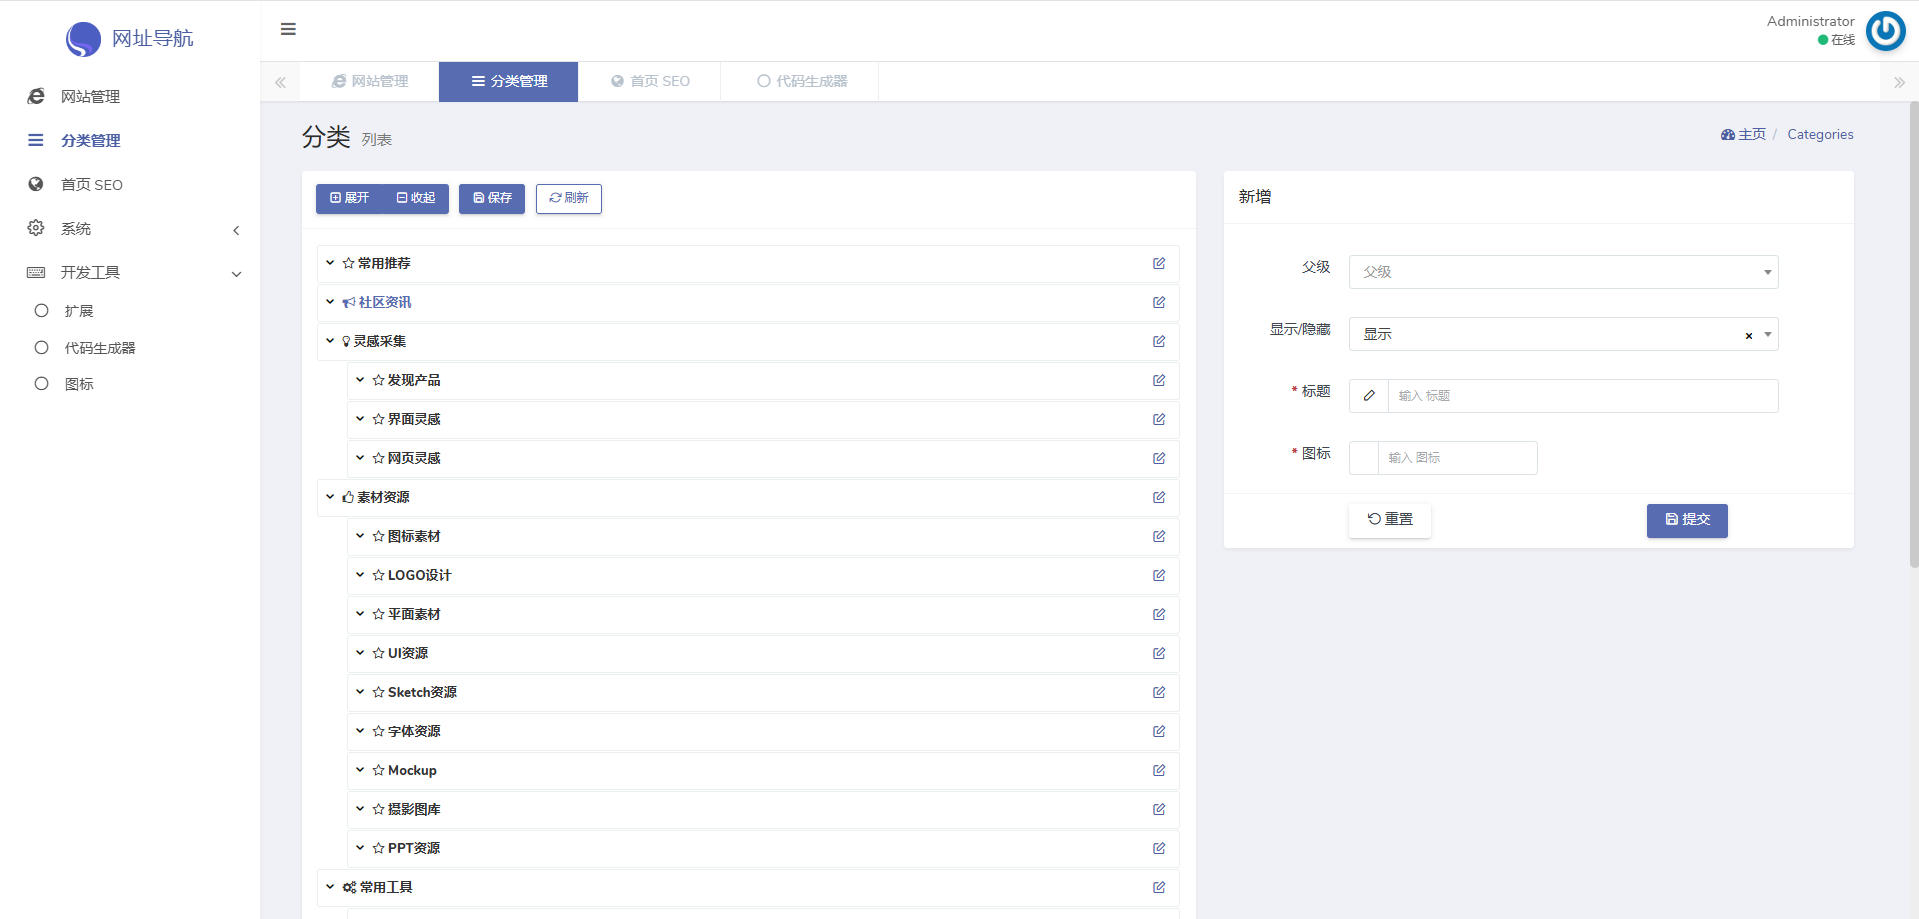 网址导航
Administrator
在线
网站管理
分类管理
首页 SEO
系统
开发工具
扩展
代码生成器
图标
网站管理
分类管理
首页 SEO
代码生成器
分类 列表
主页 / Categories
展开 收起 保存 刷新
常用推荐
社区资讯
灵感采集
发现产品
界面灵感
网页灵感
素材资源
图标素材
LOGO设计
平面素材
UI资源
Sketch资源
字体资源
Mockup
摄影图库
PPT资源
常用工具
新增
父级 父级
显示/隐藏 显示 ×
* 标题 输入 标题
* 图标 输入 图标
重置 提交